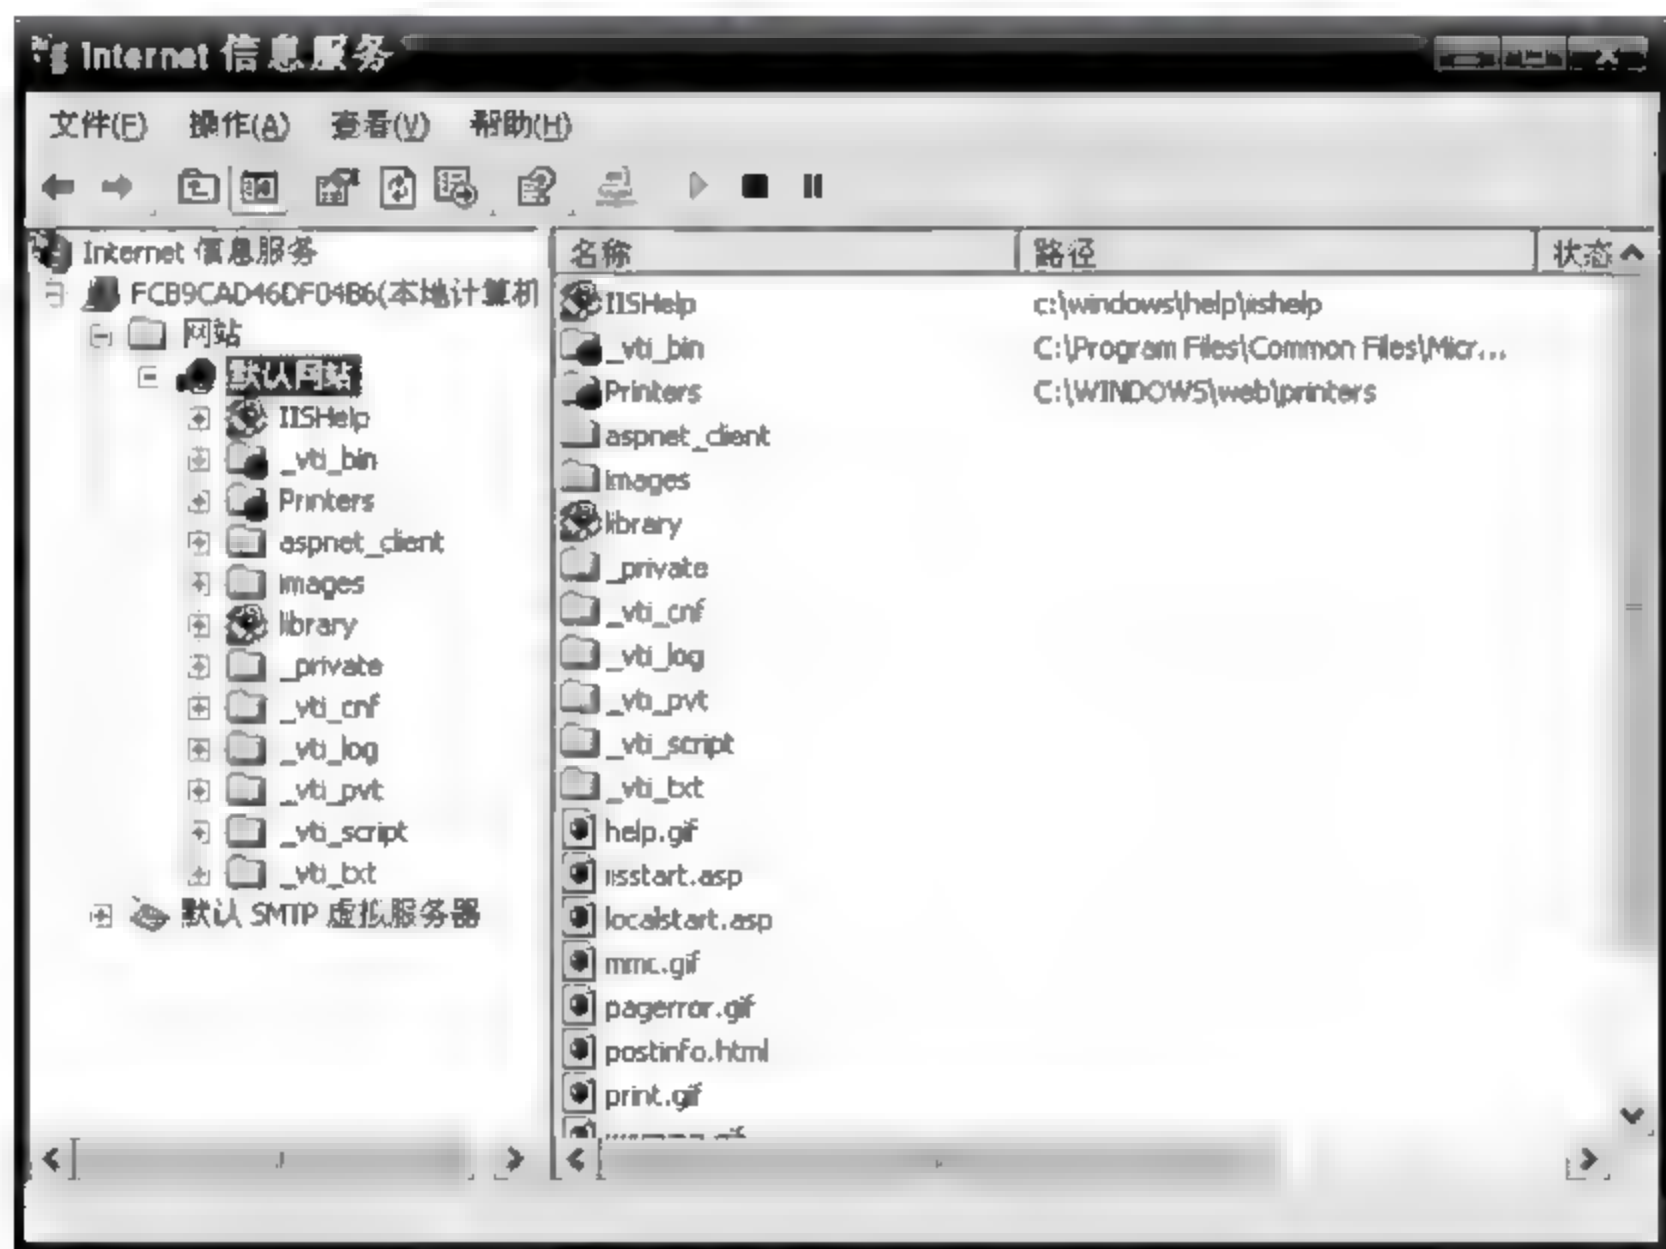 Internet 信息服务
文件(F) 操作(A) 查看(V) 帮助(H)
Internet 信息服务
FCB9CAD46DF04B6(本地计算机
网站
默认网站
IISHelp
_vti_bin
Printers
aspnet_client
images
library
_private
_vti_cnf
_vti_log
_vti_pvt
_vti_script
_vti_txt
默认 SMTP 虚拟服务器
名称 路径 状态
IISHelp c:\windows\help\iishelp
_vti_bin C:\Program Files\Common Files\Micr...
Printers C:\WINDOWS\web\printers
aspnet_client
images
library
_private
_vti_cnf
_vti_log
_vti_pvt
_vti_script
_vti_txt
help.gif
iisstart.asp
localstart.asp
mmc.gif
pagerror.gif
postinfo.html
print.gif